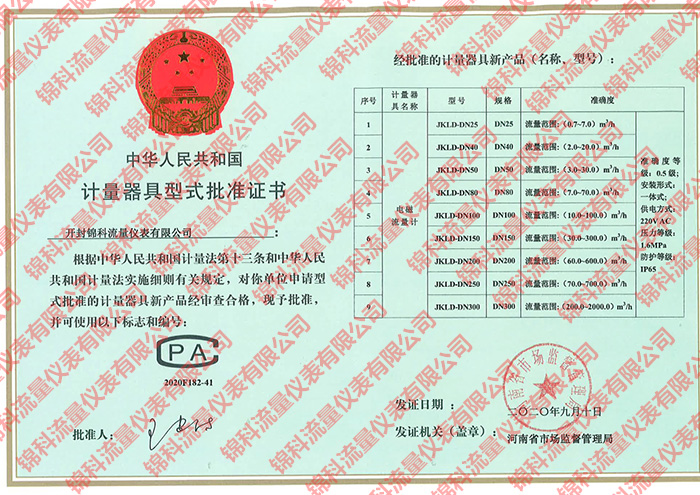 中华人民共和国
计量器具型式批准证书
开封锦科流量仪表有限公司：
根据中华人民共和国计量法第十三条和中华人民
共和国计量法实施细则有关规定，对你单位申请型
式批准的计量器具新产品经审查合格，现予批准，
并可使用以下标志和编号：
CPA
2020F182-41
批准人：
经批准的计量器具新产品（名称、型号）：
序号 计量器具名称 型号 规格 准确度
1 JKLD-DN25 DN25 流量范围：(0.7~7.0) m³/h
2 JKLD-DN40 DN40 流量范围：(2.0-20.0) m³/h
3 JKLD-DN50 DN50 流量范围：(3.0-30.0) m³/h
4 JKLD-DN80 DN80 流量范围：(7.0-70.0) m³/h
5 电磁流量计 JKLD-DN100 DN100 流量范围：(10.0-100.0) m³/h
6 JKLD-DN150 DN150 流量范围：(30.0-300.0) m³/h
7 JKLD-DN200 DN200 流量范围：(60.0-600.0) m³/h
8 JKLD-DN250 DN250 流量范围：(70.0-700.0) m³/h
9 JKLD-DN300 DN300 流量范围：(200.0-2000.0) m³/h
准确度等
级：0.5级；
安装形式：
一体式；
供电方式：
220V AC
压力等级：
1.6MPa
防护等级：
IP65
河南省市场监督管理局
发证日期： 二〇二〇年九月十日
发证机关（盖章）： 河南省市场监督管理局
锦科流量仪表有限公司